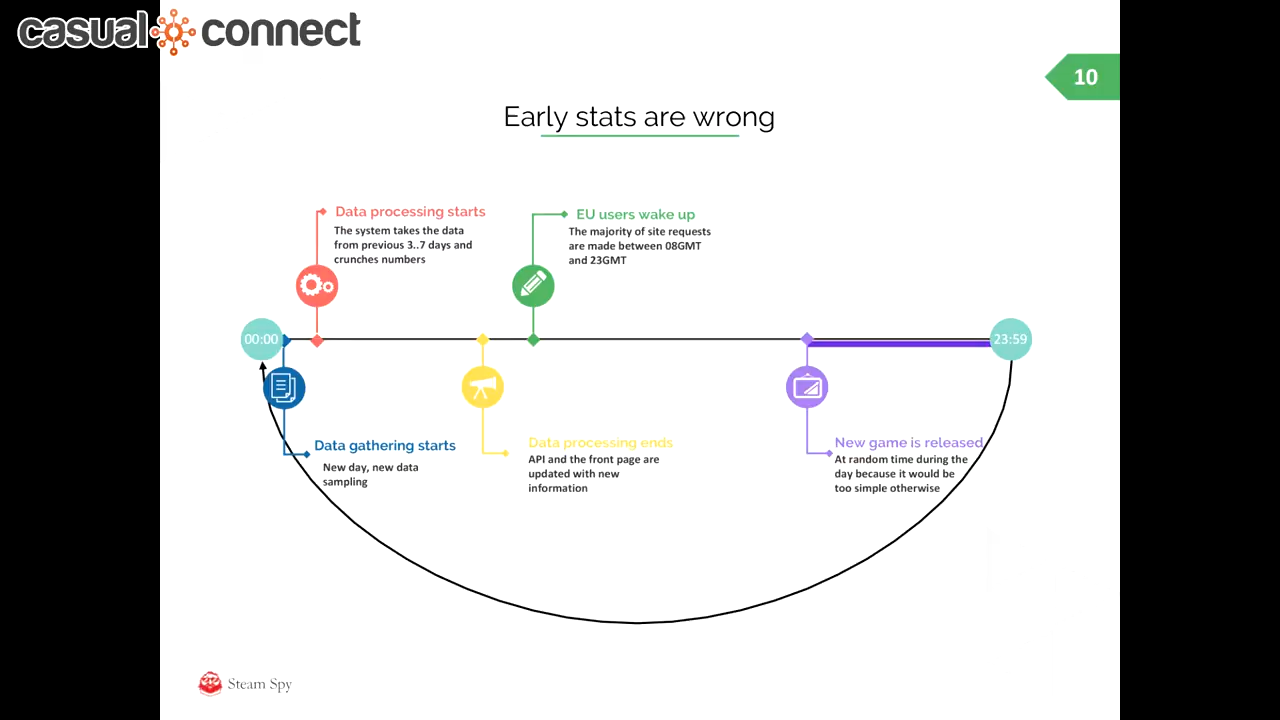 casual connect
10
Early stats are wrong
Data processing starts
The system takes the data
from previous 3..7 days and
crunches numbers
EU users wake up
The majority of site requests
are made between 08GMT
and 23GMT
00:00
23:59
Data gathering starts
New day, new data
sampling
Data processing ends
API and the front page are
updated with new
information
New game is released
At random time during the
day because it would be
too simple otherwise
Steam Spy